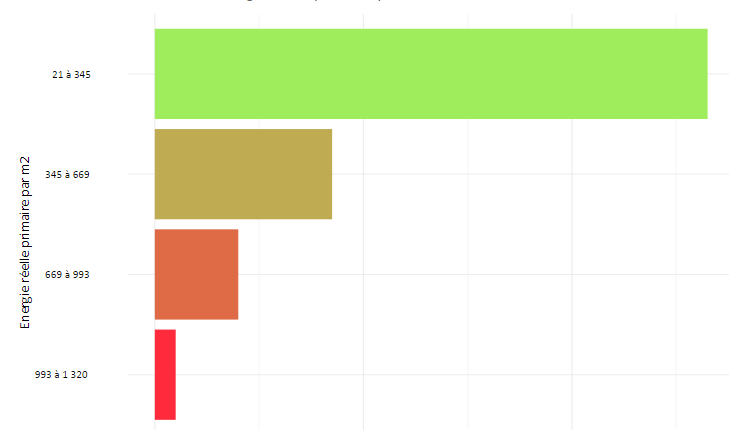 21 à 345
345 à 669
669 à 993
993 à 1 320
Energie réelle primaire par m2